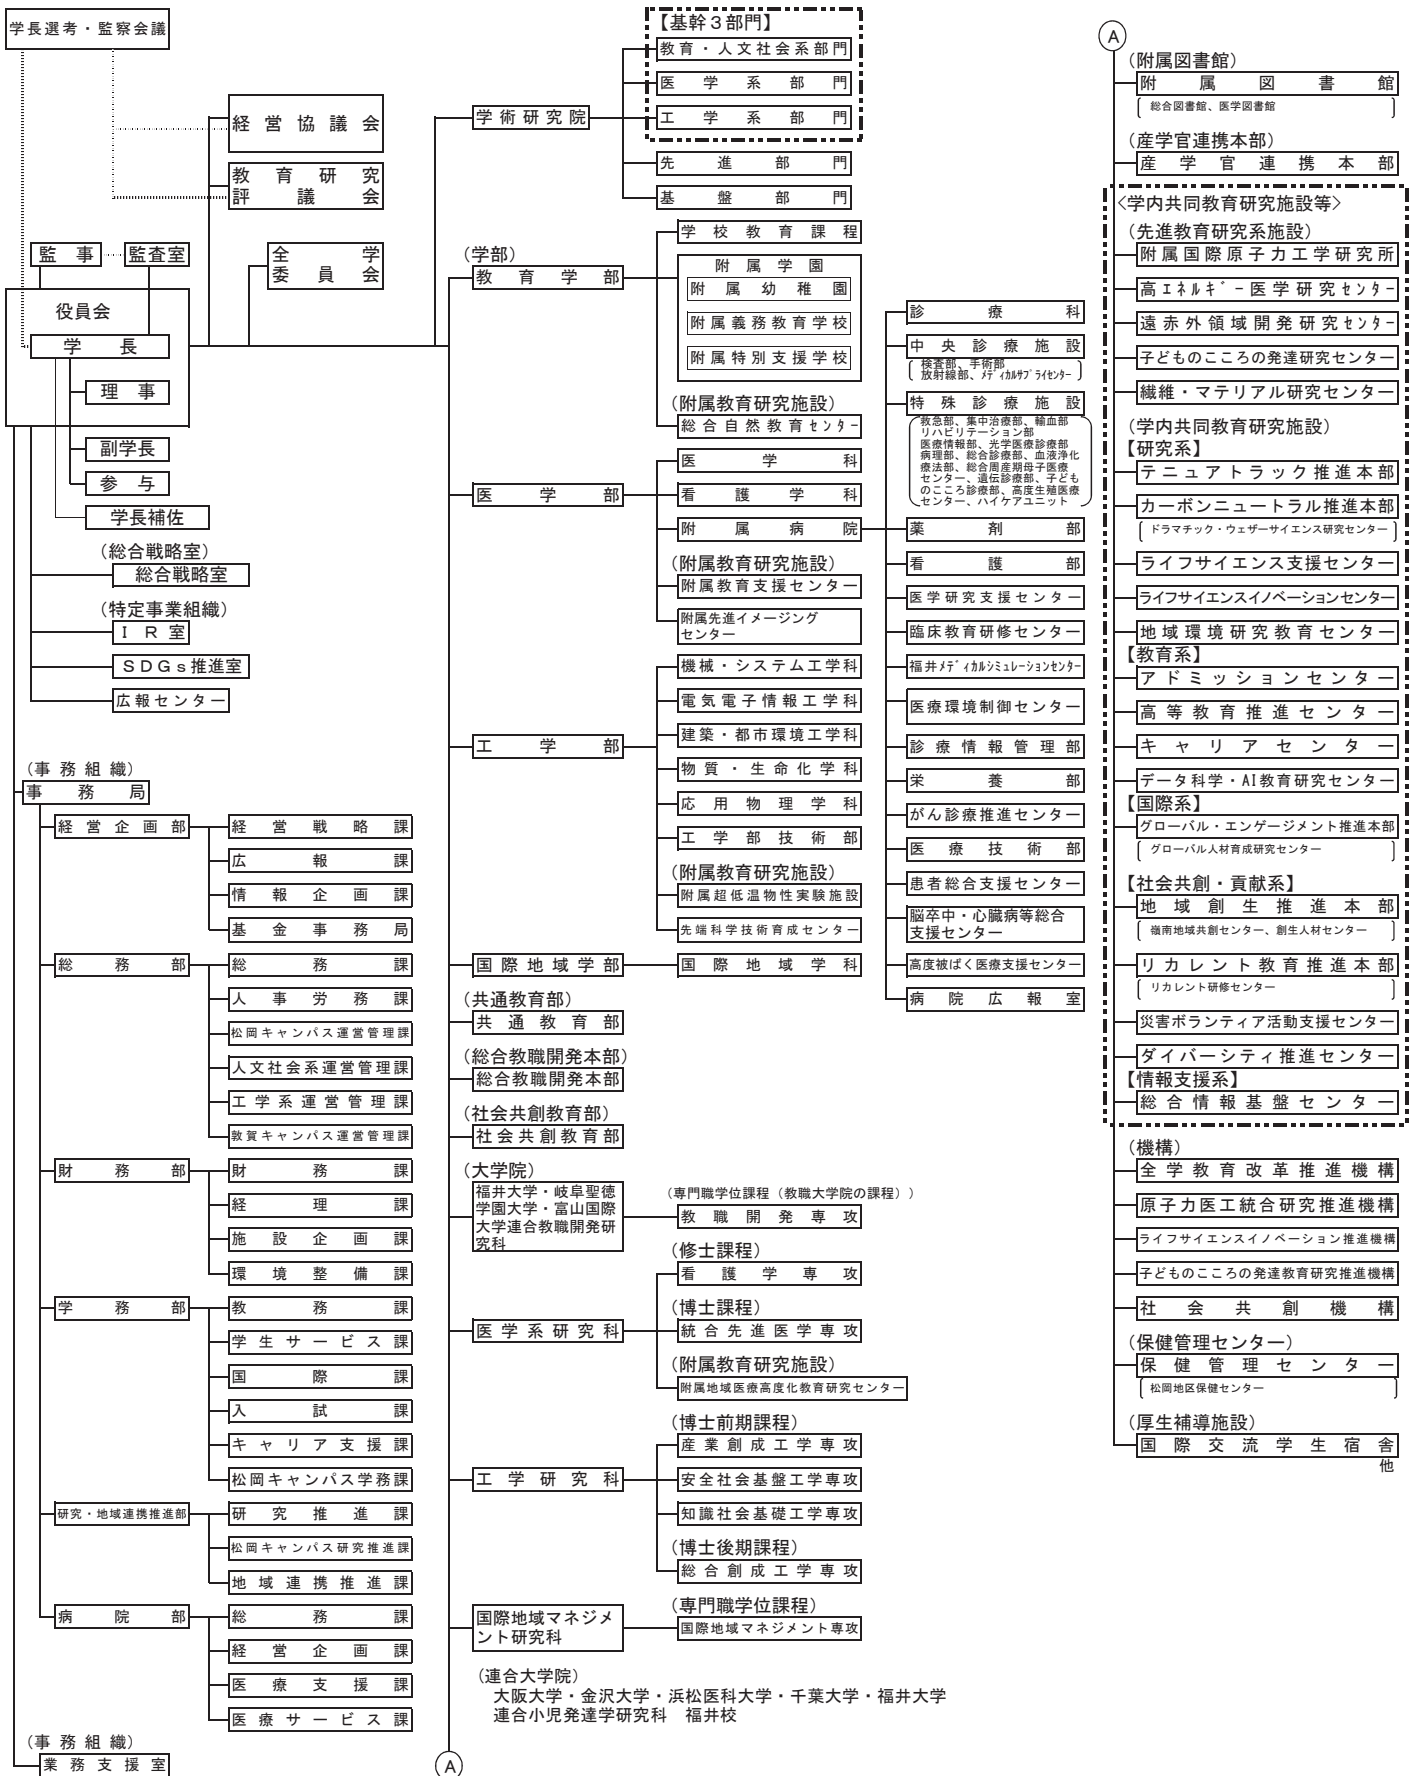 学長選考・監察会議
経営協議会
教育研究
評議会
監事
監査室
全学
委員会
役員会
学長
理事
副学長
参与
学長補佐
（総合戦略室）
総合戦略室
（特定事業組織）
ＩＲ室
ＳＤＧｓ推進室
広報センター
（事務組織）
事務局
経営企画部
経営戦略課
広報課
情報企画課
基金事務局
総務部
総務課
人事労務課
松岡キャンパス運営管理課
人文社会系運営管理課
工学系運営管理課
敦賀キャンパス運営管理課
財務部
財務課
経理課
施設企画課
環境整備課
学務部
教務課
学生サービス課
国際課
入試課
キャリア支援課
松岡キャンパス学務課
研究・地域連携推進部
研究推進課
松岡キャンパス研究推進課
地域連携推進課
病院部
総務課
経営企画課
医療支援課
医療サービス課
（事務組織）
業務支援室
学術研究院
【基幹３部門】
教育・人文社会系部門
医学系部門
工学系部門
先進部門
基盤部門
（学部）
教育学部
学校教育課程
附属学園
附属幼稚園
附属義務教育学校
附属特別支援学校
（附属教育研究施設）
総合自然教育センター
医学部
医学科
看護学科
附属病院
（附属教育研究施設）
附属教育支援センター
附属先進イメージング
センター
工学部
機械・システム工学科
電気電子情報工学科
建築・都市環境工学科
物質・生命化学科
応用物理学科
工学部技術部
（附属教育研究施設）
附属超低温物性実験施設
先端科学技術育成センター
国際地域学部
国際地域学科
（共通教育部）
共通教育部
（総合教職開発本部）
総合教職開発本部
（社会共創教育部）
社会共創教育部
（大学院）
福井大学・岐阜聖徳
学園大学・富山国際
大学連合教職開発研
究科
（専門職学位課程（教職大学院の課程））
教職開発専攻
医学系研究科
（修士課程）
看護学専攻
（博士課程）
統合先進医学専攻
（附属教育研究施設）
附属地域医療高度化教育研究センター
工学研究科
（博士前期課程）
産業創成工学専攻
安全社会基盤工学専攻
知識社会基礎工学専攻
（博士後期課程）
総合創成工学専攻
国際地域マネジメ
ント研究科
（専門職学位課程）
国際地域マネジメント専攻
（連合大学院）
大阪大学・金沢大学・浜松医科大学・千葉大学・福井大学
連合小児発達学研究科　福井校
A
診療科
中央診療施設
検査部、手術部
放射線部、メディカルサプライセンター
特殊診療施設
救急部、集中治療部、輸血部
リハビリテーション部
医療情報部、光学医療診療部
病理部、総合診療部、血液浄化
療法部、総合周産期母子医療
センター、遺伝診療部、子ども
のこころ診療部、高度生殖医療
センター、ハイケアユニット
薬剤部
看護部
医学研究支援センター
臨床教育研修センター
福井メディカルシミュレーションセンター
医療環境制御センター
診療情報管理部
栄養部
がん診療推進センター
医療技術部
患者総合支援センター
脳卒中・心臓病等総合
支援センター
高度被ばく医療支援センター
病院広報室
A
（附属図書館）
附属図書館
総合図書館、医学図書館
（産学官連携本部）
産学官連携本部
〈学内共同教育研究施設等〉
（先進教育研究系施設）
附属国際原子力工学研究所
高エネルギー医学研究センター
遠赤外領域開発研究センター
子どものこころの発達研究センター
繊維・マテリアル研究センター
（学内共同教育研究施設）
【研究系】
テニュアトラック推進本部
カーボンニュートラル推進本部
ドラマチック・ウェザーサイエンス研究センター
ライフサイエンス支援センター
ライフサイエンスイノベーションセンター
地域環境研究教育センター
【教育系】
アドミッションセンター
高等教育推進センター
キャリアセンター
データ科学・AI教育研究センター
【国際系】
グローバル・エンゲージメント推進本部
グローバル人材育成研究センター
【社会共創・貢献系】
地域創生推進本部
嶺南地域共創センター、創生人材センター
リカレント教育推進本部
リカレント研修センター
災害ボランティア活動支援センター
ダイバーシティ推進センター
【情報支援系】
総合情報基盤センター
（機構）
全学教育改革推進機構
原子力医工統合研究推進機構
ライフサイエンスイノベーション推進機構
子どものこころの発達教育研究推進機構
社会共創機構
（保健管理センター）
保健管理センター
松岡地区保健センター
（厚生補導施設）
国際交流学生宿舎
他